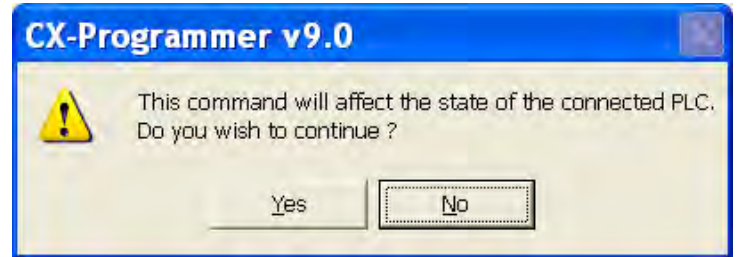 CX-Programmer v9.0
This command will affect the state of the connected PLC.
Do you wish to continue ?
Yes
No